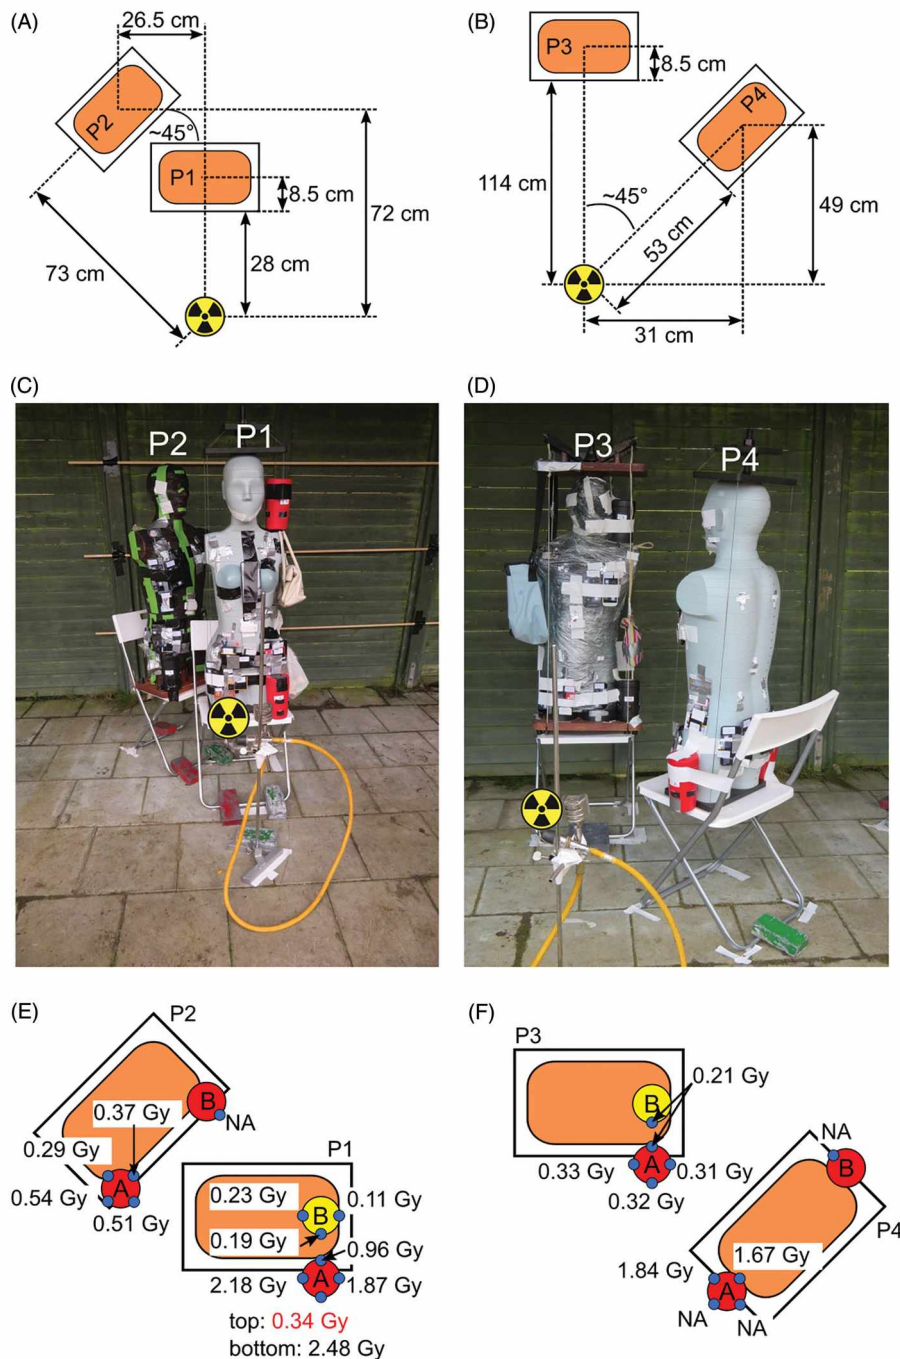 (A)
26.5 cm
P2
~45°
P1
8.5 cm
72 cm
28 cm
73 cm
(B)
P3
8.5 cm
P4
114 cm
~45°
53 cm
49 cm
31 cm
(C)
P2
P1
(D)
P3
P4
(E)
P2
B
0.37 Gy
NA
0.29 Gy
A
0.54 Gy
0.51 Gy
P1
0.23 Gy
B
0.11 Gy
0.19 Gy
0.96 Gy
2.18 Gy
A
1.87 Gy
top: 0.34 Gy
bottom: 2.48 Gy
(F)
P3
0.21 Gy
B
0.33 Gy
A
0.31 Gy
0.32 Gy
NA
B
P4
1.67 Gy
1.84 Gy
A
NA
NA